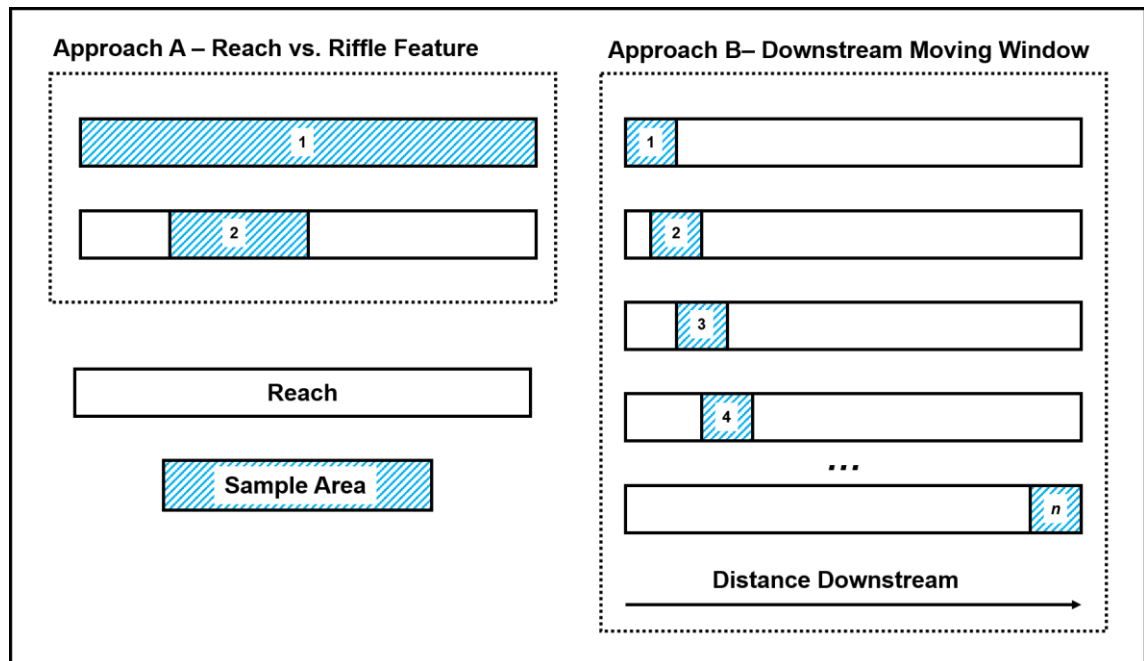 Approach A – Reach vs. Riffle Feature
1
2
Reach
Sample Area
Approach B– Downstream Moving Window
1
2
3
4
...
n
Distance Downstream